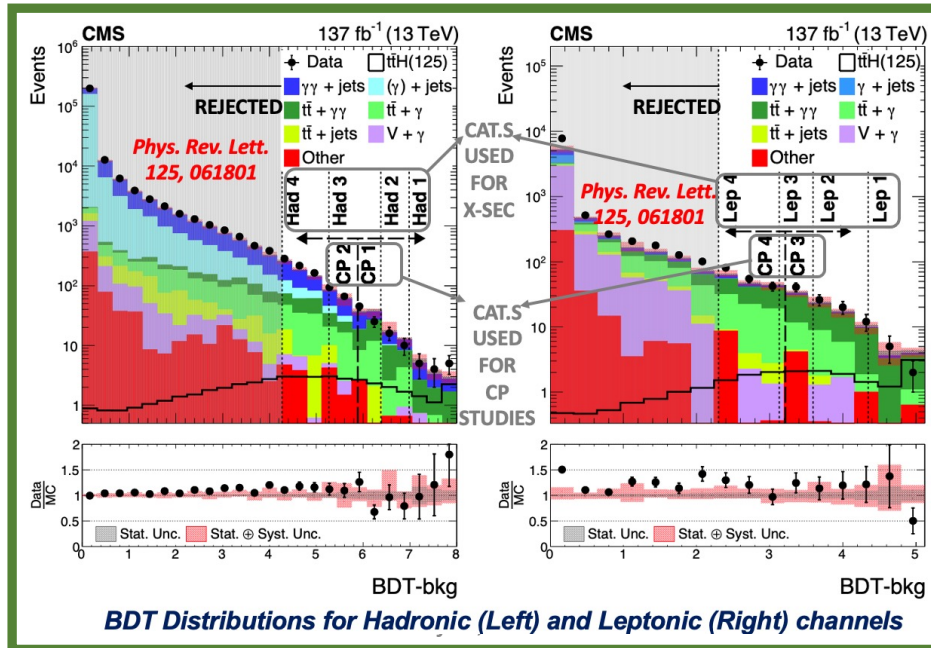 CMS 137 fb⁻¹ (13 TeV)
Events
10⁶
10⁵
10⁴
10³
10²
10
1
Data tt̄H(125)
γγ + jets (γ) + jets
tt̄ + γγ tt̄ + γ
tt̄ + jets V + γ
Other
REJECTED
Phys. Rev. Lett.
125, 061801
Had 4
Had 3
Had 2
Had 1
CP 2
CP 1
Data
MC
2
1.5
1
0.5
0
Stat. Unc. Stat. ⊕ Syst. Unc.
0 1 2 3 4 5 6 7 8
BDT-bkg
CAT.S
USED
FOR
X-SEC
CAT.S
USED
FOR
CP
STUDIES
CMS 137 fb⁻¹ (13 TeV)
Events
10⁵
10⁴
10³
10²
10
1
Data tt̄H(125)
γγ + jets γ + jets
tt̄ + γγ tt̄ + γ
tt̄ + jets V + γ
Other
REJECTED
Phys. Rev. Lett.
125, 061801
Lep 4
Lep 3
Lep 2
Lep 1
CP 4
CP 3
Data
MC
2
1.5
1
0.5
0
Stat. Unc. Stat. ⊕ Syst. Unc.
0 1 2 3 4 5
BDT-bkg
BDT Distributions for Hadronic (Left) and Leptonic (Right) channels